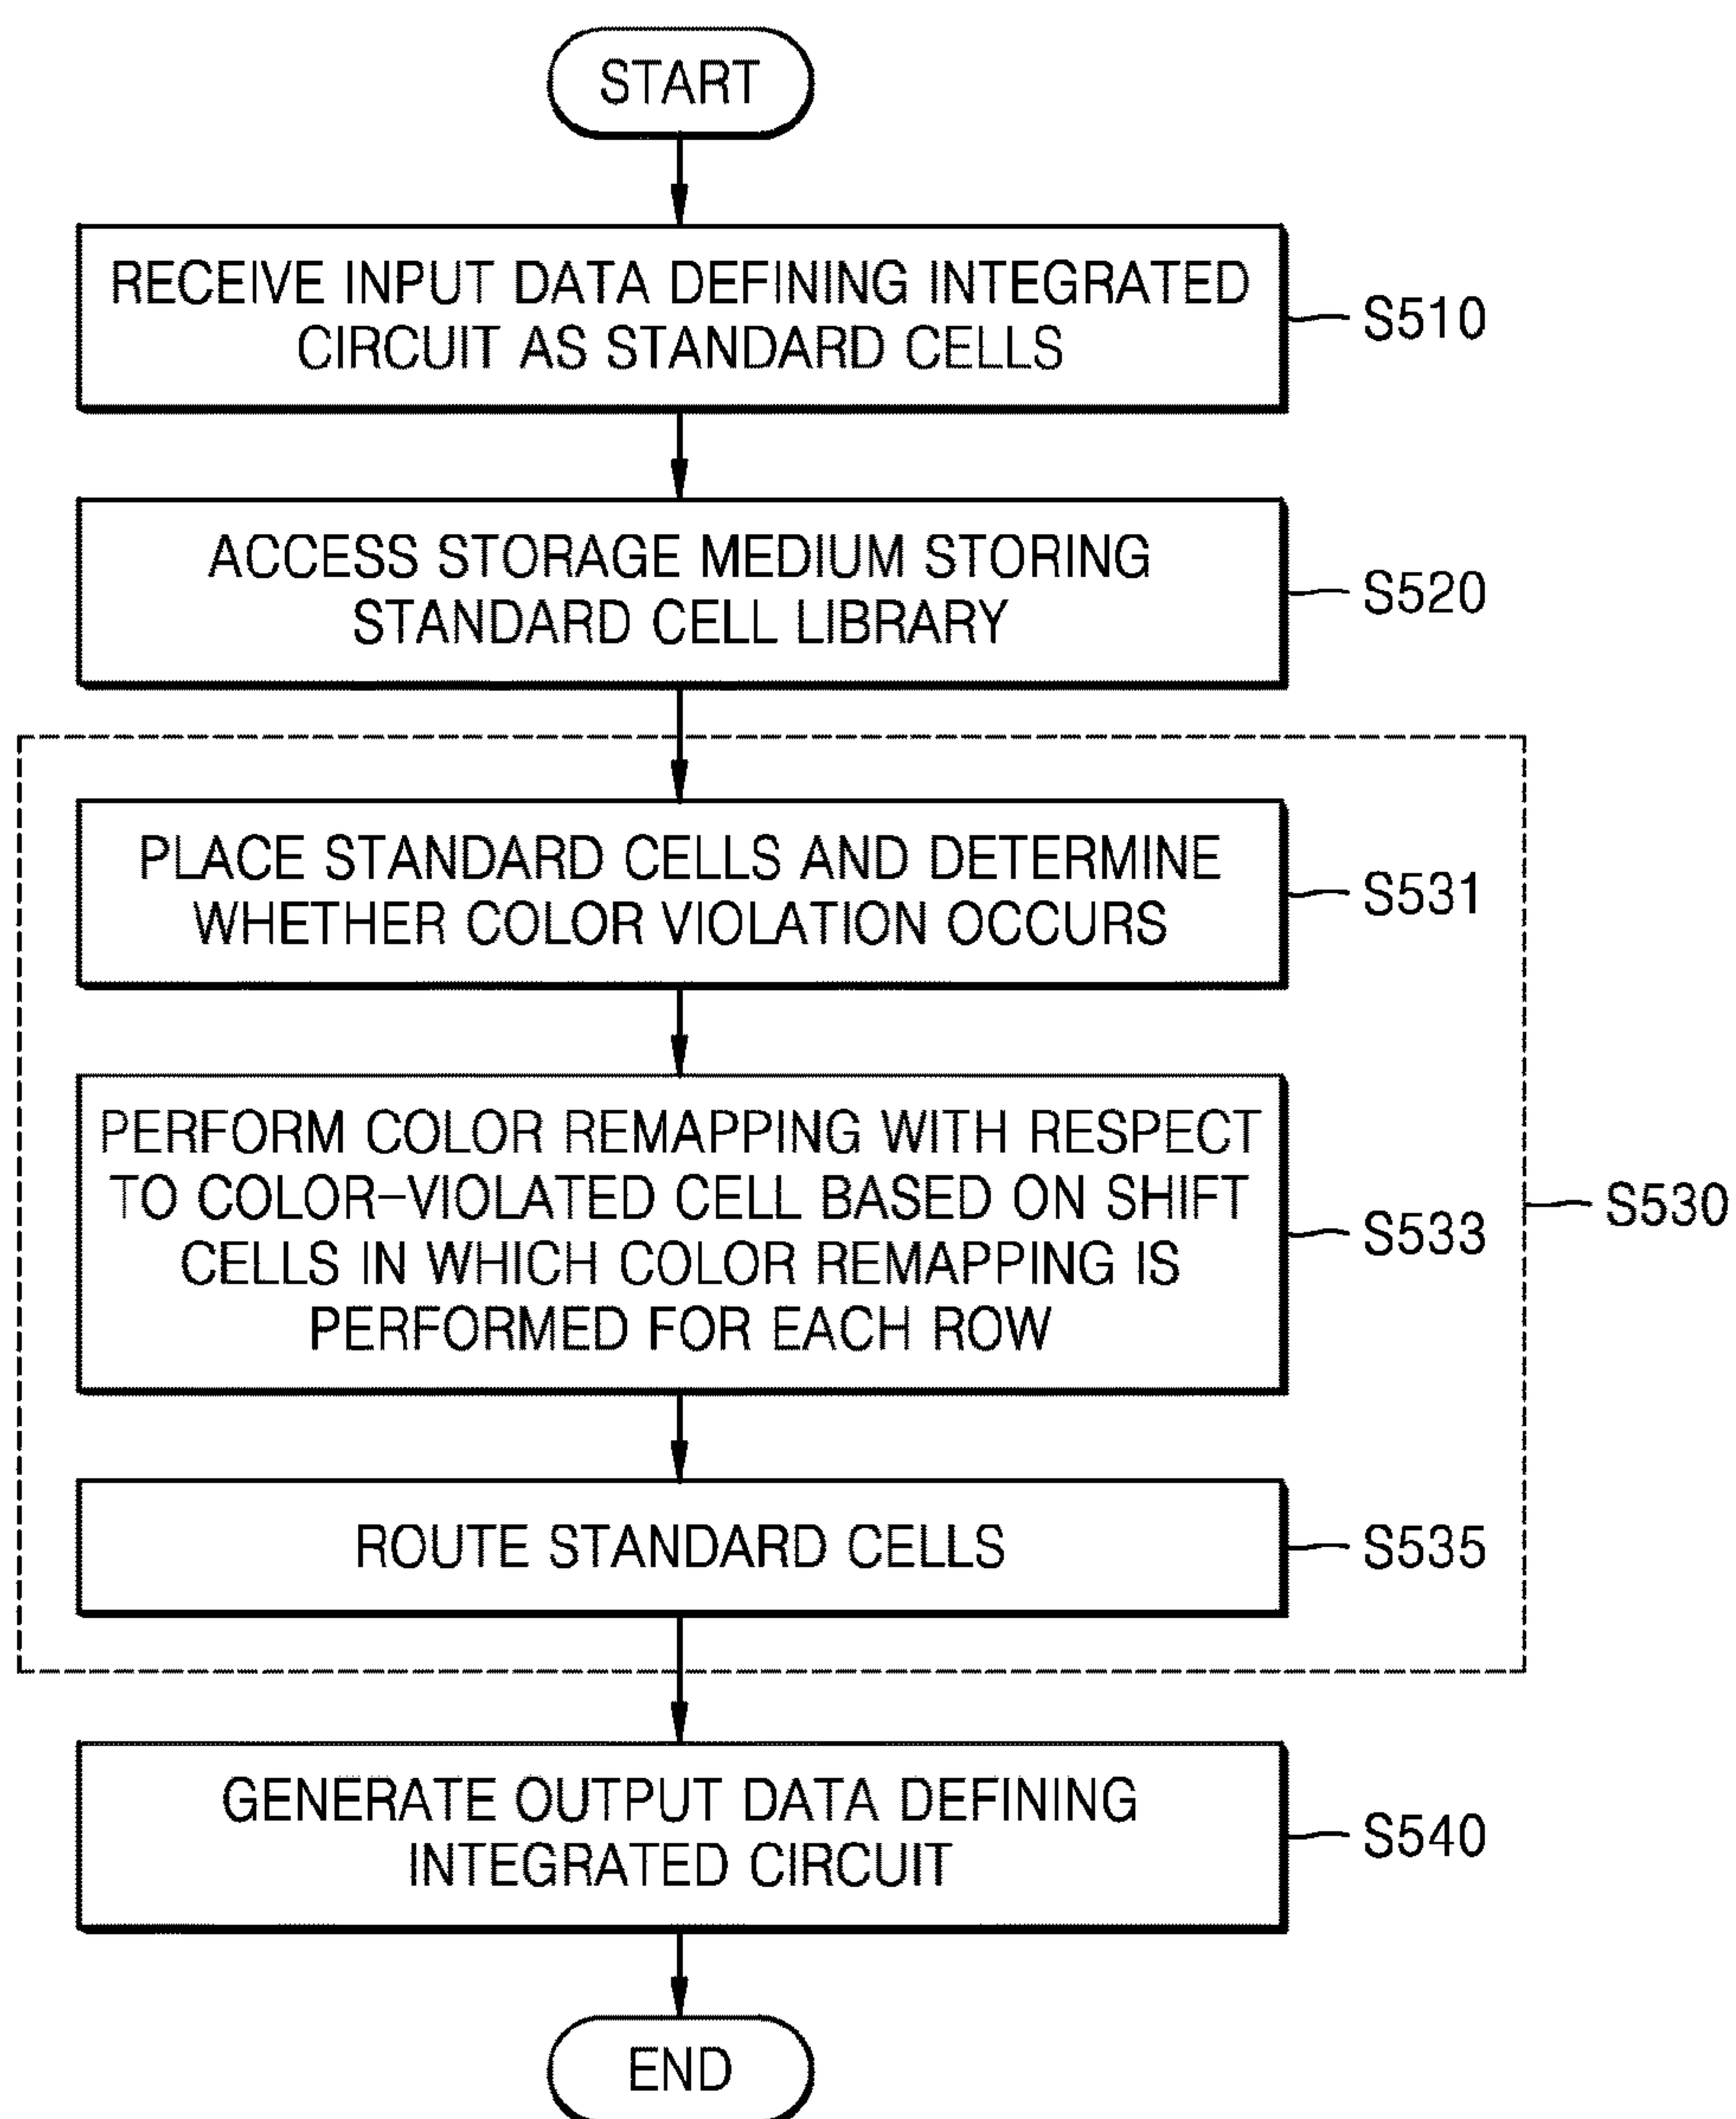 START
RECEIVE INPUT DATA DEFINING INTEGRATED
CIRCUIT AS STANDARD CELLS
S510
ACCESS STORAGE MEDIUM STORING
STANDARD CELL LIBRARY
S520
PLACE STANDARD CELLS AND DETERMINE
WHETHER COLOR VIOLATION OCCURS
S531
PERFORM COLOR REMAPPING WITH RESPECT
TO COLOR-VIOLATED CELL BASED ON SHIFT
CELLS IN WHICH COLOR REMAPPING IS
PERFORMED FOR EACH ROW
S533
S530
ROUTE STANDARD CELLS
S535
GENERATE OUTPUT DATA DEFINING
INTEGRATED CIRCUIT
S540
END